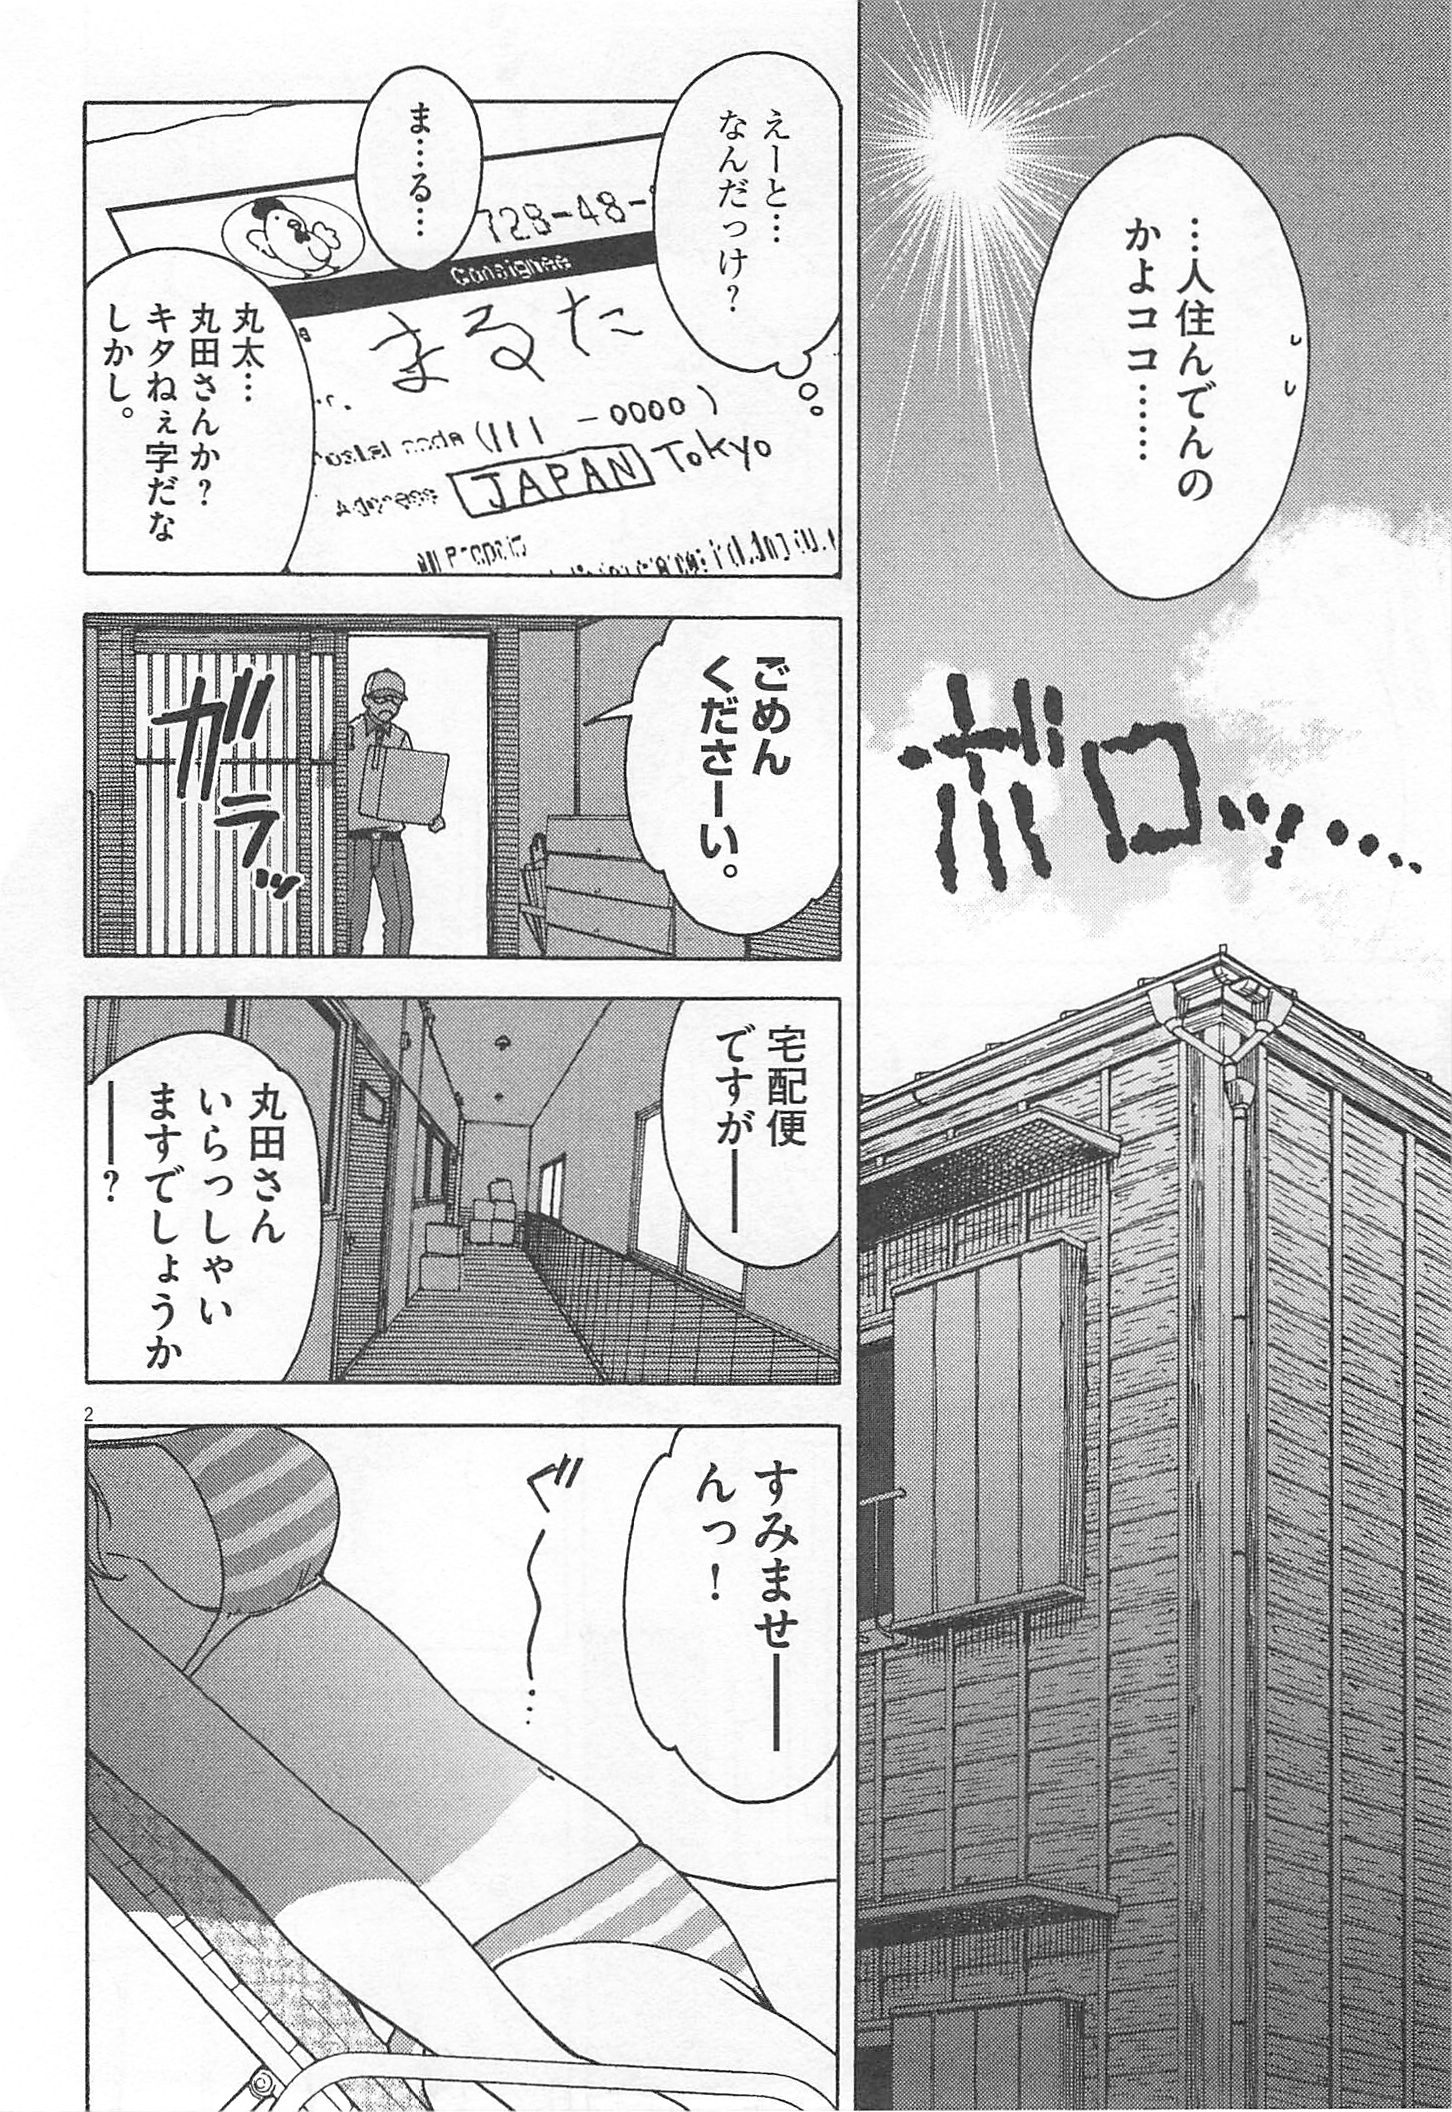 …人住んでんの
かよココ……
ボロッ…
えーと…
なんだっけ?
ま…る…
728-48-
Consignee
まるた
Postal code (111-0000)
Address JAPAN Tokyo
丸太…
丸田さんか?
キタねぇ字だな
しかし。
ごめん
くださーい。
ガラッ
宅配便
ですが――
丸田さん
いらっしゃい
ますでしょうか
――?
すみませ――
んっ!
ぐ〜…
2